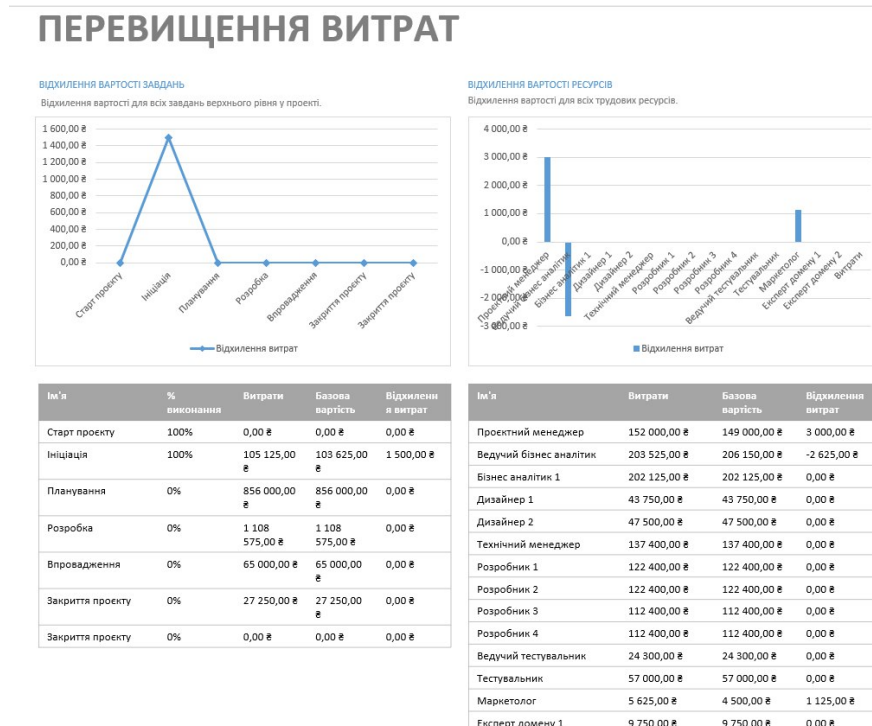 ПЕРЕВИЩЕННЯ ВИТРАТ
ВІДХИЛЕННЯ ВАРТОСТІ ЗАВДАНЬ
Відхилення вартості для всіх завдань верхнього рівня у проекті.
1 600,00 ₴
1 400,00 ₴
1 200,00 ₴
1 000,00 ₴
800,00 ₴
600,00 ₴
400,00 ₴
200,00 ₴
0,00 ₴
Старт проєкту
Ініціація
Планування
Розробка
Впровадження
Закриття проєкту
Закриття проєкту
Відхилення витрат
Ім'я % виконання Витрати Базова вартість Відхиленн
я витрат
Старт проєкту 100% 0,00 ₴ 0,00 ₴ 0,00 ₴
Ініціація 100% 105 125,00 ₴ 103 625,00 ₴ 1 500,00 ₴
Планування 0% 856 000,00 ₴ 856 000,00 ₴ 0,00 ₴
Розробка 0% 1 108 575,00 ₴ 1 108 575,00 ₴ 0,00 ₴
Впровадження 0% 65 000,00 ₴ 65 000,00 ₴ 0,00 ₴
Закриття проєкту 0% 27 250,00 ₴ 27 250,00 ₴ 0,00 ₴
Закриття проєкту 0% 0,00 ₴ 0,00 ₴ 0,00 ₴
ВІДХИЛЕННЯ ВАРТОСТІ РЕСУРСІВ
Відхилення вартості для всіх трудових ресурсів.
4 000,00 ₴
3 000,00 ₴
2 000,00 ₴
1 000,00 ₴
0,00 ₴
-1 000,00 ₴
-2 000,00 ₴
-3 000,00 ₴
Проєктний менеджер
Ведучий бізнес аналітик
Бізнес аналітик 1
Дизайнер 1
Дизайнер 2
Технічний менеджер
Розробник 1
Розробник 2
Розробник 3
Розробник 4
Ведучий тестувальник
Тестувальник
Маркетолог
Експерт домену 1
Експерт домену 2
Витрати
Відхилення витрат
Ім'я Витрати Базова вартість Відхилення витрат
Проєктний менеджер 152 000,00 ₴ 149 000,00 ₴ 3 000,00 ₴
Ведучий бізнес аналітик 203 525,00 ₴ 206 150,00 ₴ -2 625,00 ₴
Бізнес аналітик 1 202 125,00 ₴ 202 125,00 ₴ 0,00 ₴
Дизайнер 1 43 750,00 ₴ 43 750,00 ₴ 0,00 ₴
Дизайнер 2 47 500,00 ₴ 47 500,00 ₴ 0,00 ₴
Технічний менеджер 137 400,00 ₴ 137 400,00 ₴ 0,00 ₴
Розробник 1 122 400,00 ₴ 122 400,00 ₴ 0,00 ₴
Розробник 2 122 400,00 ₴ 122 400,00 ₴ 0,00 ₴
Розробник 3 112 400,00 ₴ 112 400,00 ₴ 0,00 ₴
Розробник 4 112 400,00 ₴ 112 400,00 ₴ 0,00 ₴
Ведучий тестувальник 24 300,00 ₴ 24 300,00 ₴ 0,00 ₴
Тестувальник 57 000,00 ₴ 57 000,00 ₴ 0,00 ₴
Маркетолог 5 625,00 ₴ 4 500,00 ₴ 1 125,00 ₴
Експерт домену 1 9 750,00 ₴ 9 750,00 ₴ 0,00 ₴